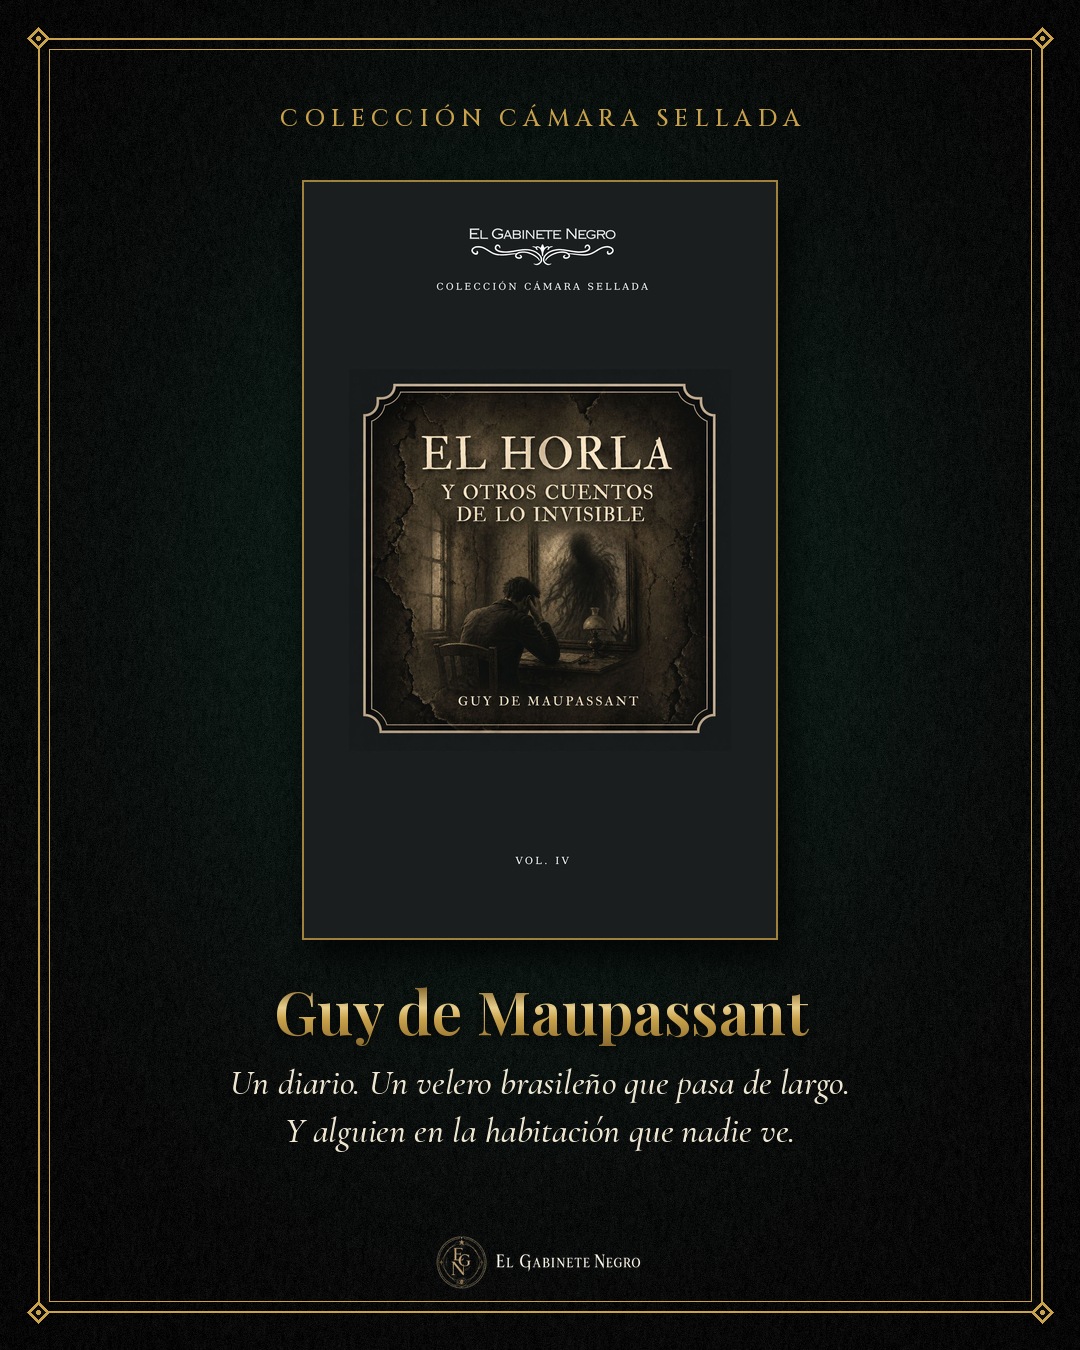 COLECCIÓN CÁMARA SELLADA
EL GABINETE NEGRO
COLECCIÓN CÁMARA SELLADA
EL HORLA
Y OTROS CUENTOS
DE LO INVISIBLE
GUY DE MAUPASSANT
VOL. IV
Guy de Maupassant
Un diario. Un velero brasileño que pasa de largo.
Y alguien en la habitación que nadie ve.
EGN
EL GABINETE NEGRO